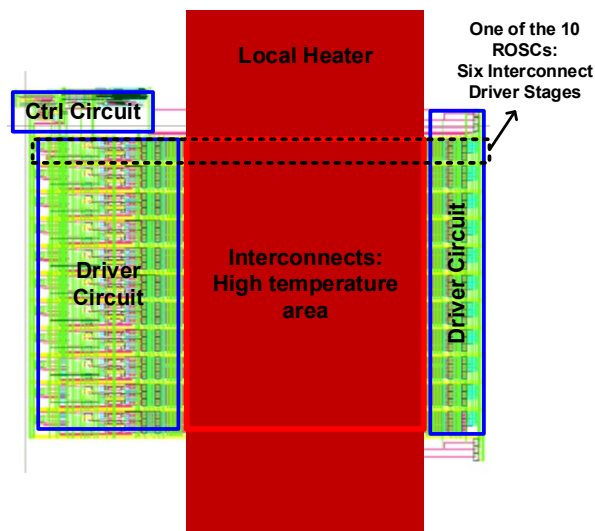 One of the 10
ROSCs:
Six Interconnect
Driver Stages
Local Heater
Ctrl Circuit
Interconnects:
High temperature
area
Driver
Circuit
Driver Circuit